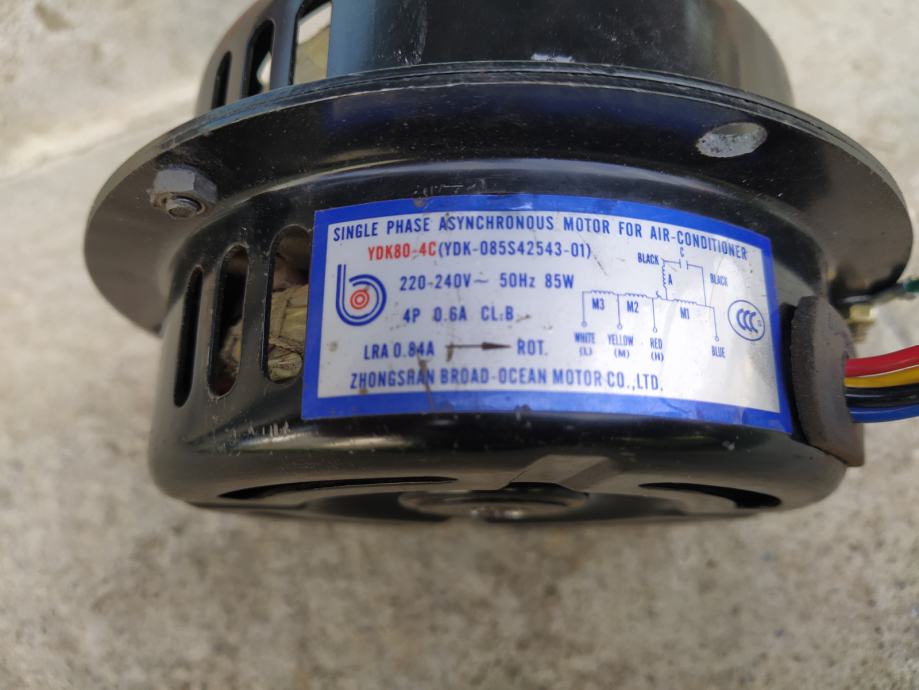 SINGLE PHASE ASYNCHRONOUS MOTOR FOR AIR-CONDITIONER
YDK80-4C(YDK-085S42543-01)
220-240V~ 50Hz 85W
4P 0.6A CL:B
LRA 0.84A ROT.
ZHONGSHAN BROAD-OCEAN MOTOR CO.,LTD.
C
BLACK
BLACK
A
M3 M2 M1
WHITE YELLOW RED BLUE
(L) (M) (H)
CCC